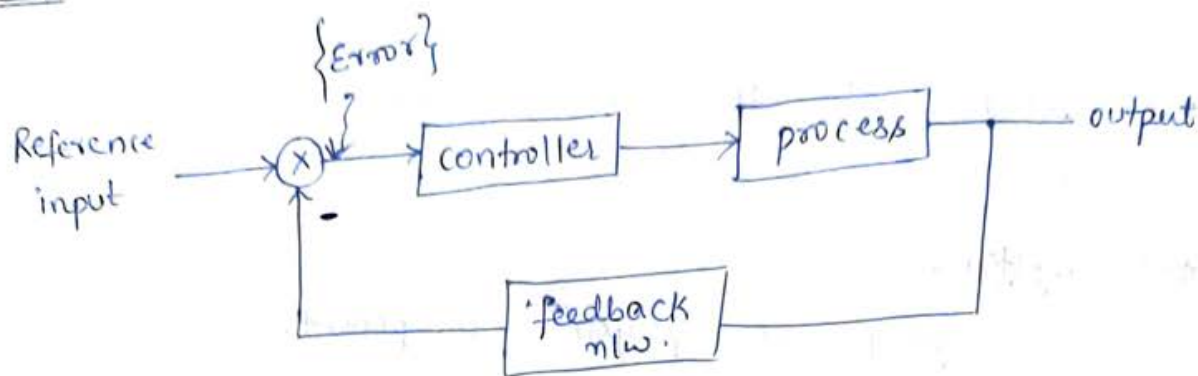 {Error}
Reference
input
X
controller
process
output
-
feedback
n/w.